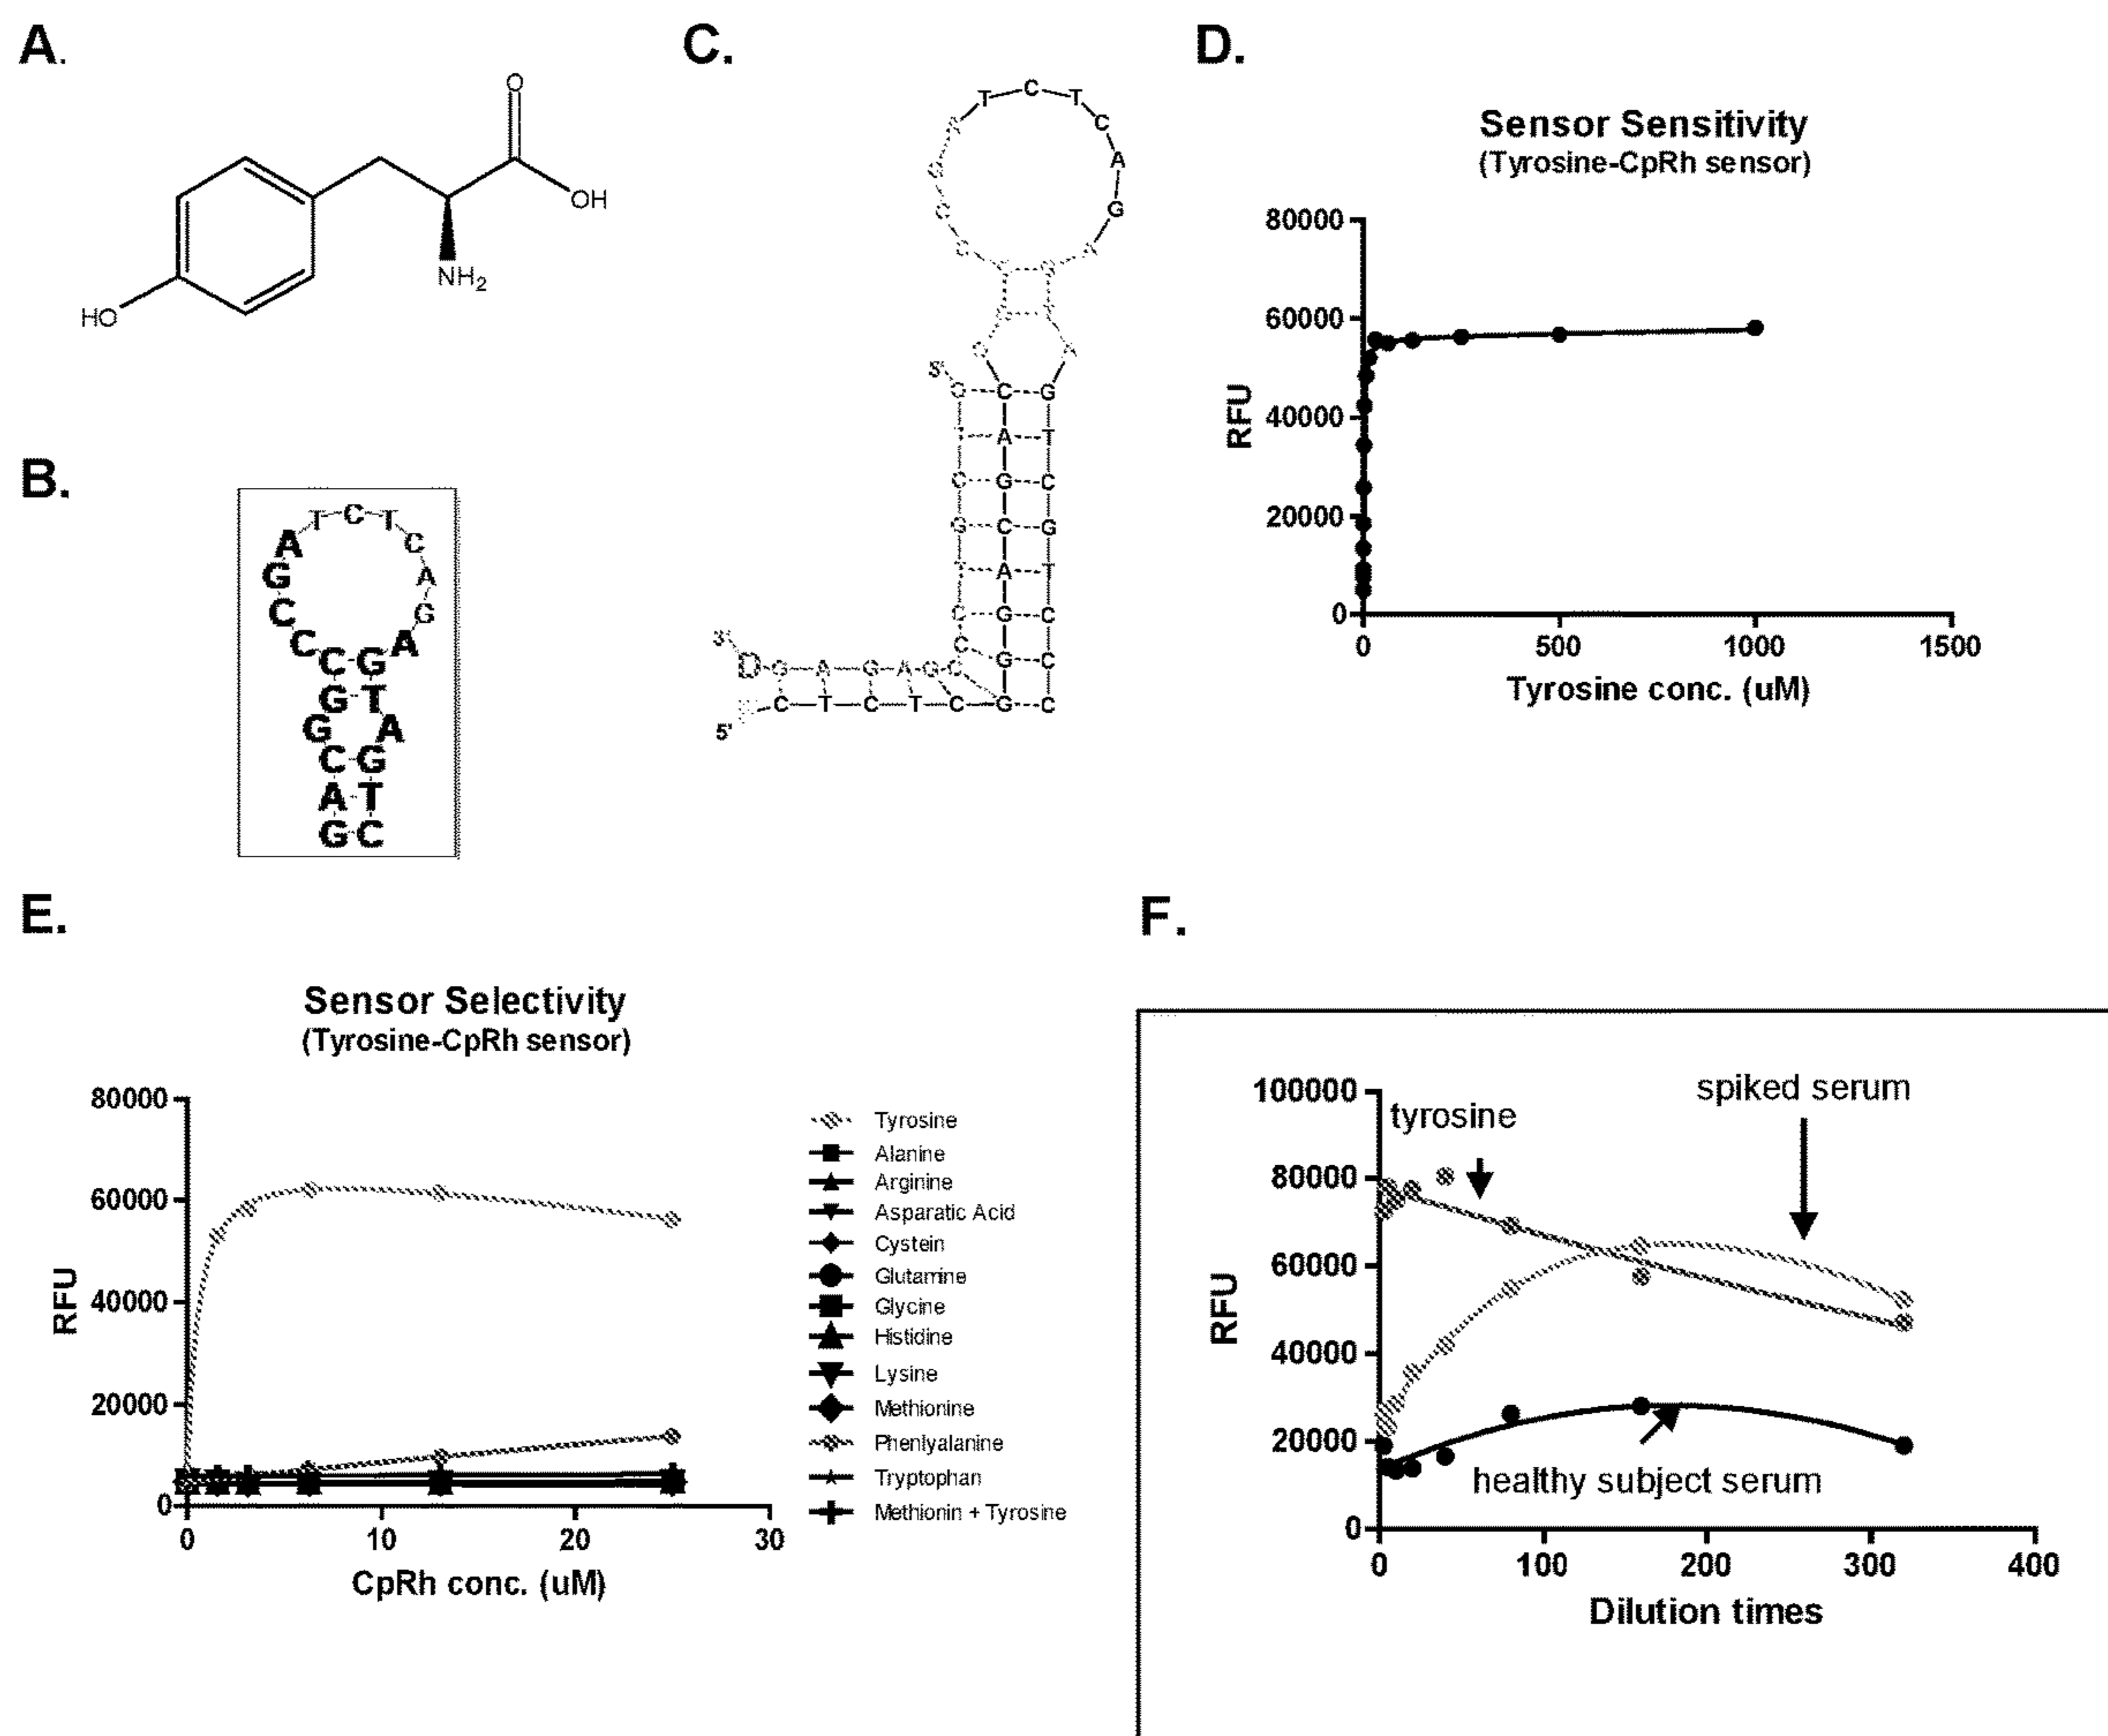 A.
O
OH
NH2
HO
B.
T C T
A C
G A
C G
C A
C G
G T
G A
C G
A T
G C
C.
T C T
C
A
G
5'
C A G
T A T
C G C
G C G
T A T
C G C
C G C
3'
D G A G A G C
C T C T C G C
5'
D.
Sensor Sensitivity
(Tyrosine-CpRh sensor)
80000
60000
40000
20000
0
RFU
0 500 1000 1500
Tyrosine conc. (uM)
E.
Sensor Selectivity
(Tyrosine-CpRh sensor)
80000
60000
40000
20000
0
RFU
0 10 20 30
CpRh conc. (uM)
Tyrosine
Alanine
Arginine
Asparatic Acid
Cystein
Glutamine
Glycine
Histidine
Lysine
Methionine
Phenlyalanine
Tryptophan
Methionin + Tyrosine
F.
100000
80000
60000
40000
20000
0
RFU
tyrosine
spiked serum
healthy subject serum
0 100 200 300 400
Dilution times